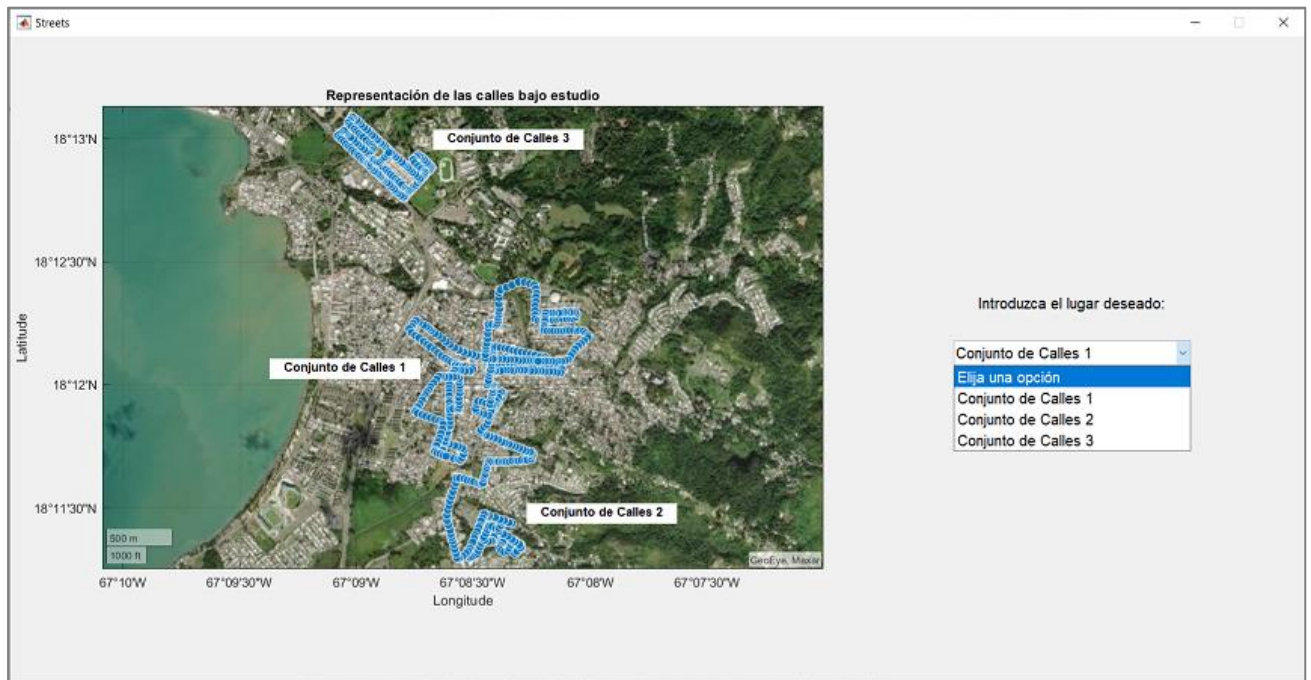 Streets
Representación de las calles bajo estudio
18°13'N
Conjunto de Calles 3
18°12'30"N
Introduzca el lugar deseado:
Latitude
Conjunto de Calles 1
Conjunto de Calles 1
18°12'N
Elija una opción
Conjunto de Calles 1
Conjunto de Calles 2
Conjunto de Calles 3
18°11'30"N
Conjunto de Calles 2
500 m
1000 ft
GeoEye, Maxar
67°10'W 67°09'30"W 67°09'W 67°08'30"W 67°08'W 67°07'30"W
Longitude